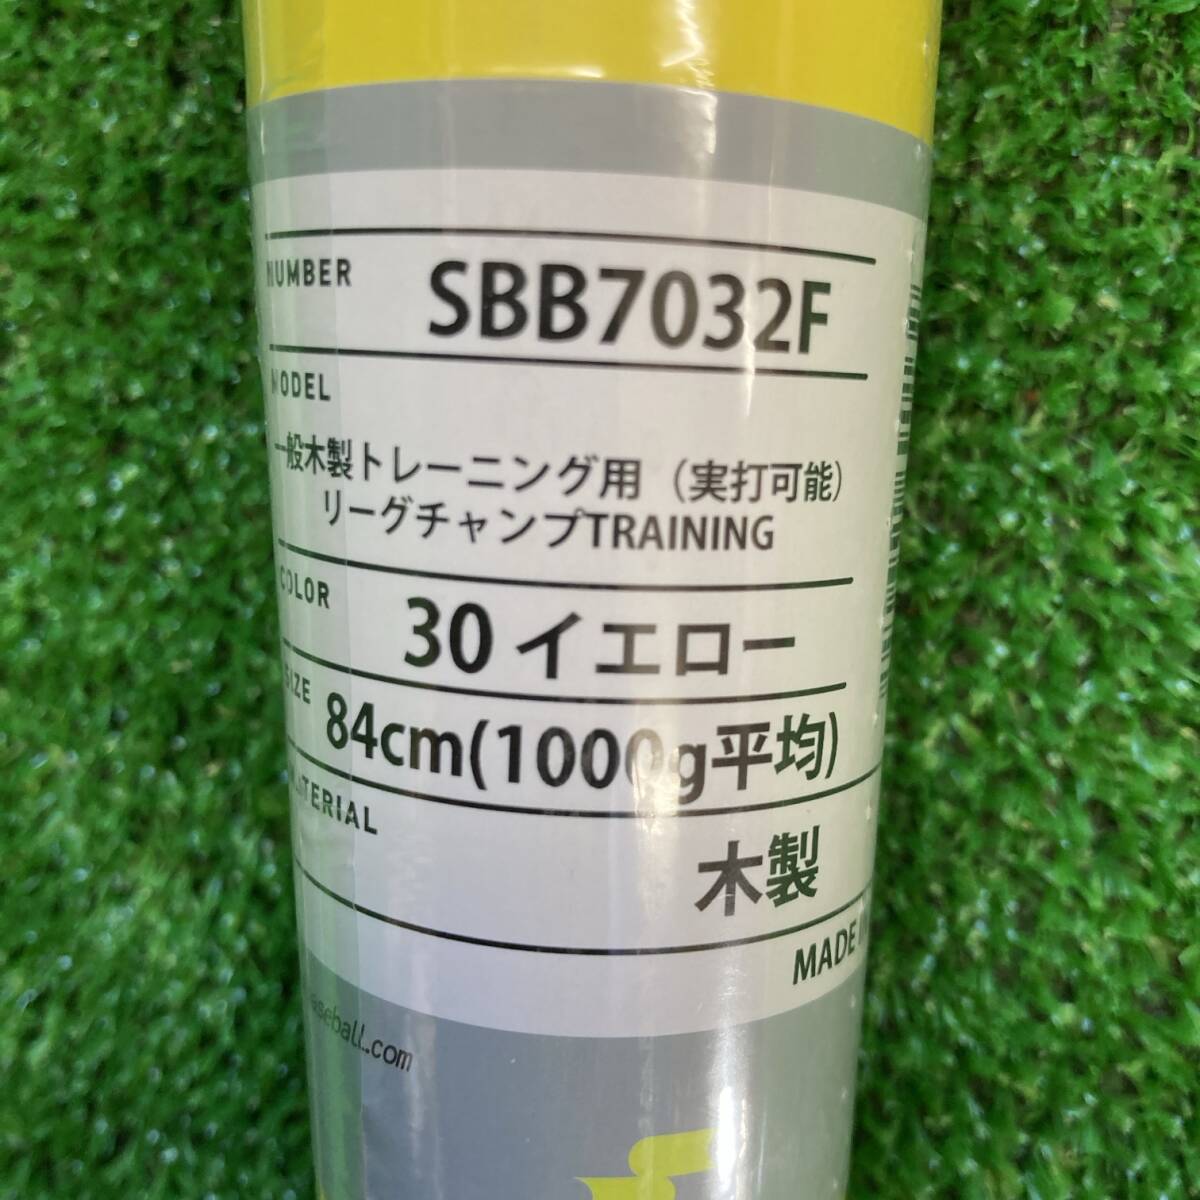 NUMBER
SBB7032F
MODEL
一般木製トレーニング用（実打可能）
リーグチャンプTRAINING
COLOR
30 イエロー
SIZE
84cm(1000g平均)
MATERIAL
木製
MADE
aseball.com